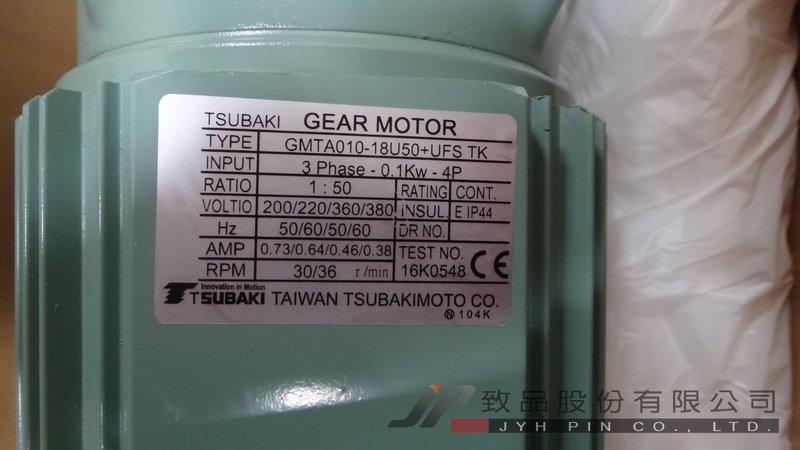 TSUBAKI GEAR MOTOR
TYPE GMTA010-18U50+UFS TK
INPUT 3 Phase - 0.1Kw - 4P
RATIO 1 : 50 RATING CONT.
VOLTIO 200/220/360/380 iNSUL. E IP44
Hz 50/60/50/60 DR NO.
AMP 0.73/0.64/0.46/0.38 TEST NO.
RPM 30/36 r/min 16K0548 CE
Innovation in Motion
TSUBAKI TAIWAN TSUBAKIMOTO CO.
Ⓝ 104K
JP 致品股份有限公司
JYH PIN CO., LTD.